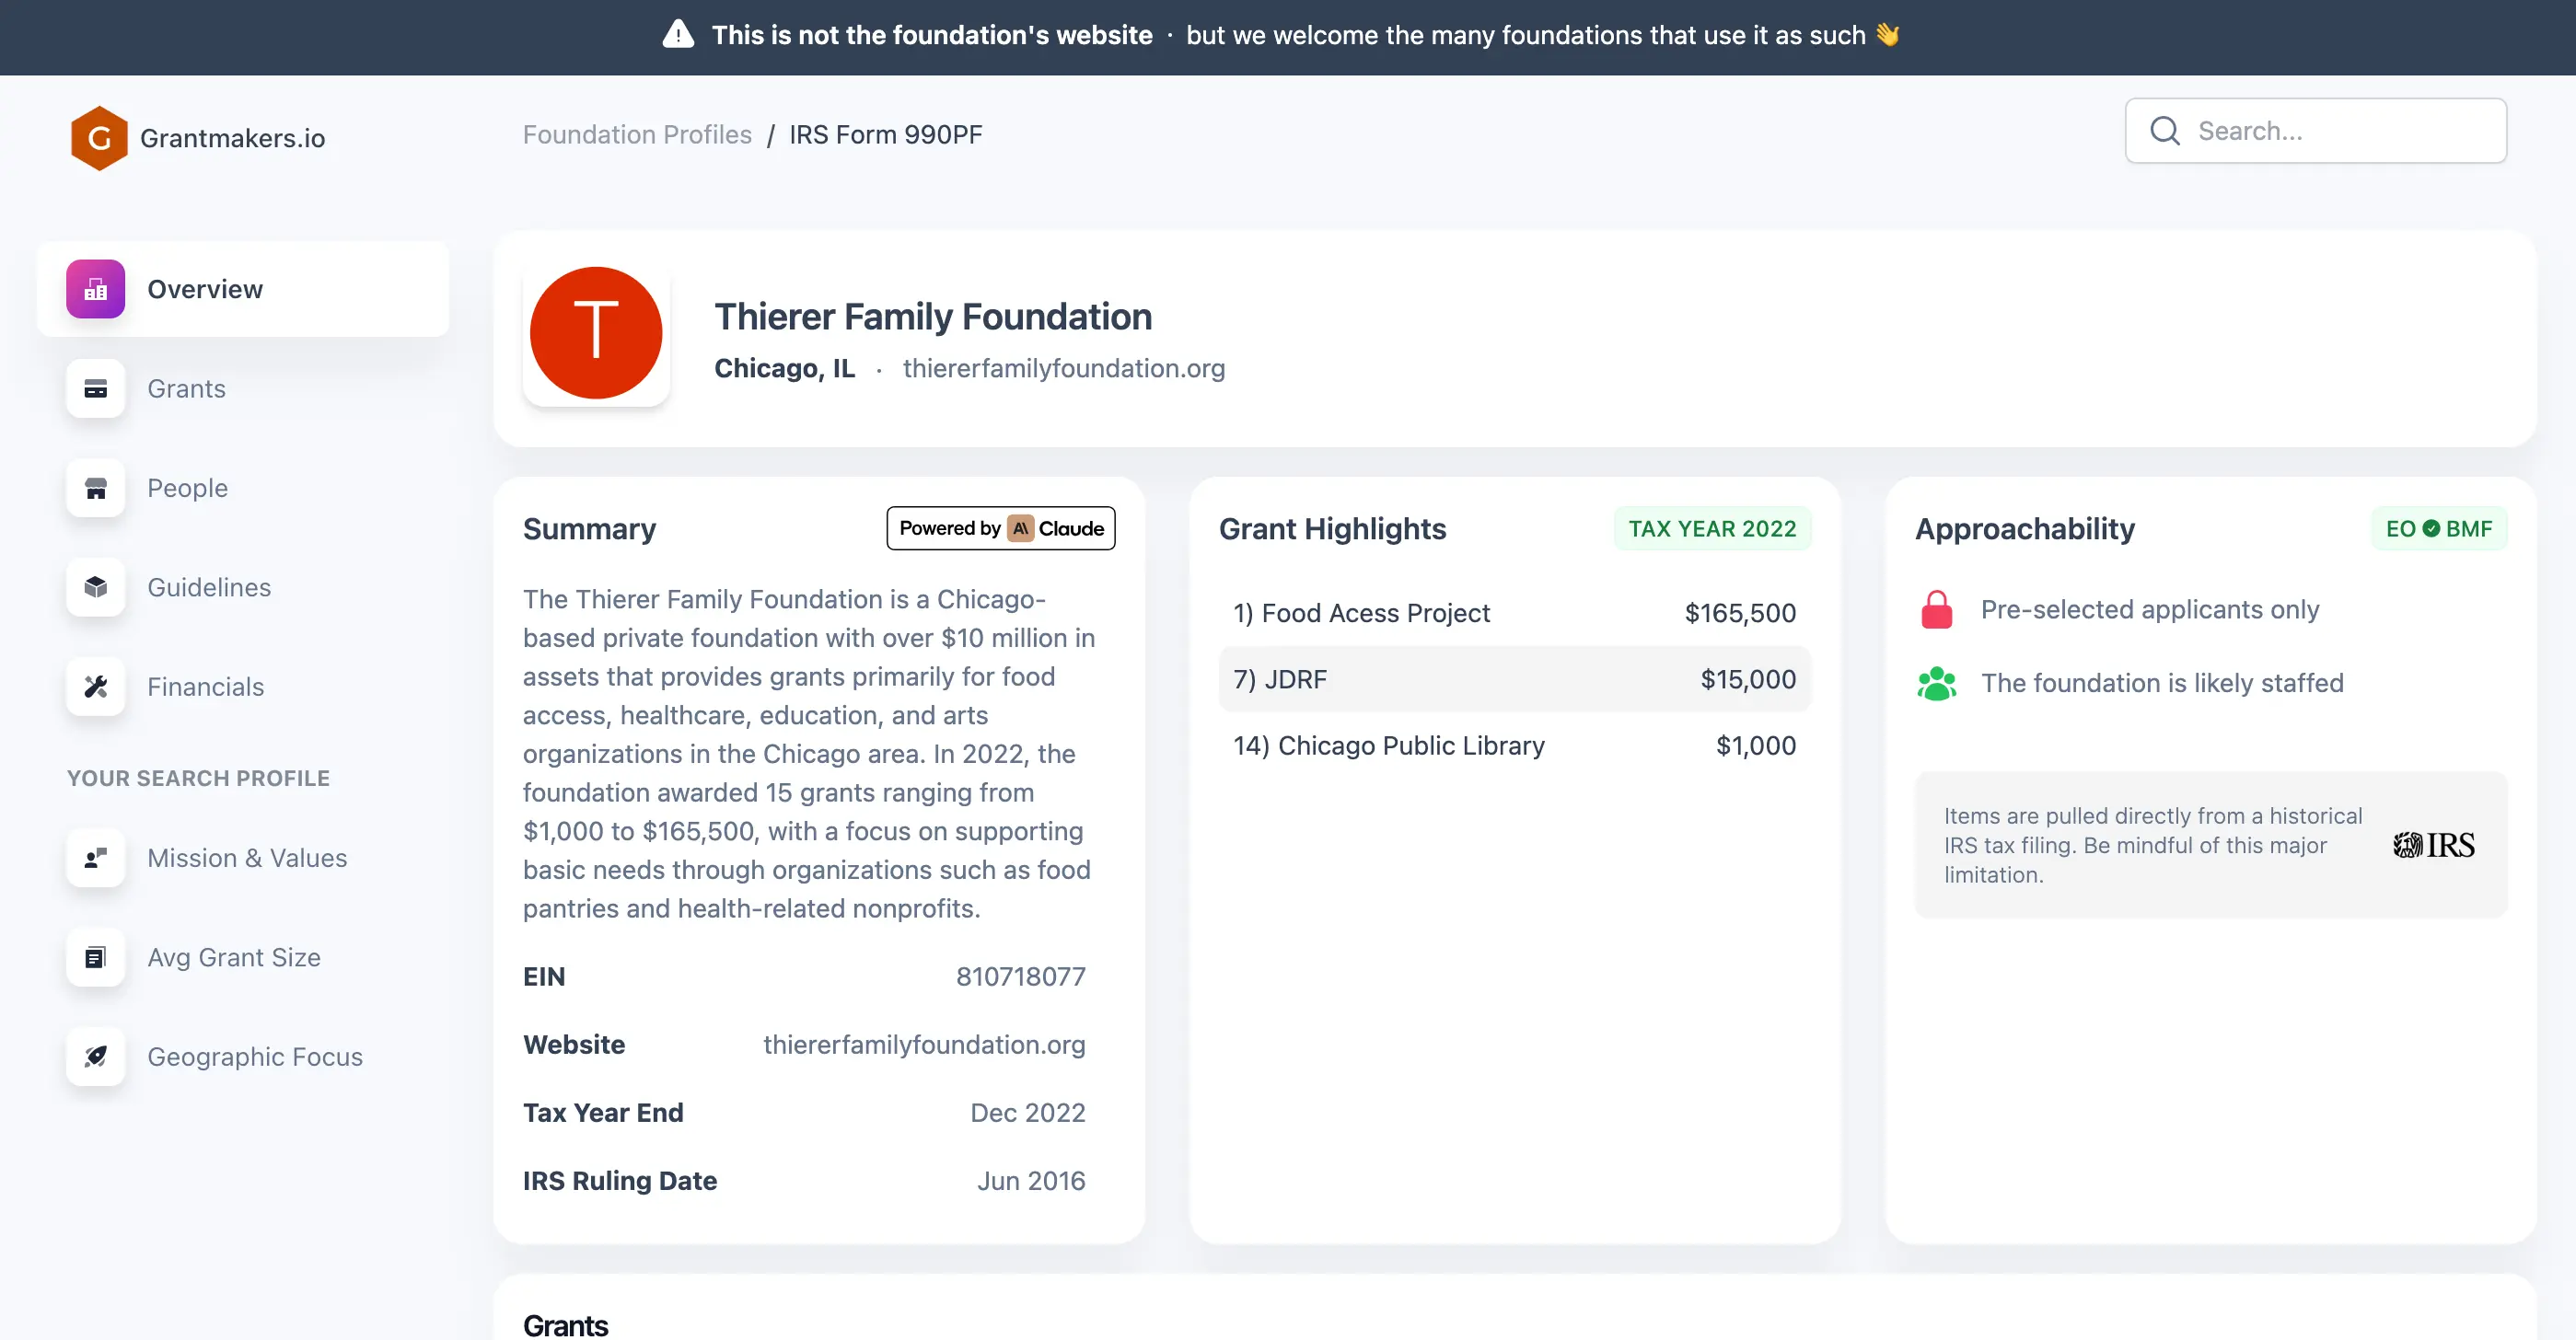 This is not the foundation's website · but we welcome the many foundations that use it as such 👋
G Grantmakers.io
Foundation Profiles / IRS Form 990PF
Search...
Overview
Grants
People
Guidelines
Financials
YOUR SEARCH PROFILE
Mission & Values
Avg Grant Size
Geographic Focus
T
Thierer Family Foundation
Chicago, IL · thiererfamilyfoundation.org
Summary
Powered by A\ Claude
The Thierer Family Foundation is a Chicago-
based private foundation with over $10 million in
assets that provides grants primarily for food
access, healthcare, education, and arts
organizations in the Chicago area. In 2022, the
foundation awarded 15 grants ranging from
$1,000 to $165,500, with a focus on supporting
basic needs through organizations such as food
pantries and health-related nonprofits.
EIN 810718077
Website thiererfamilyfoundation.org
Tax Year End Dec 2022
IRS Ruling Date Jun 2016
Grant Highlights
TAX YEAR 2022
1) Food Acess Project $165,500
7) JDRF $15,000
14) Chicago Public Library $1,000
Approachability
EO BMF
Pre-selected applicants only
The foundation is likely staffed
Items are pulled directly from a historical
IRS tax filing. Be mindful of this major
limitation.
IRS
Grants